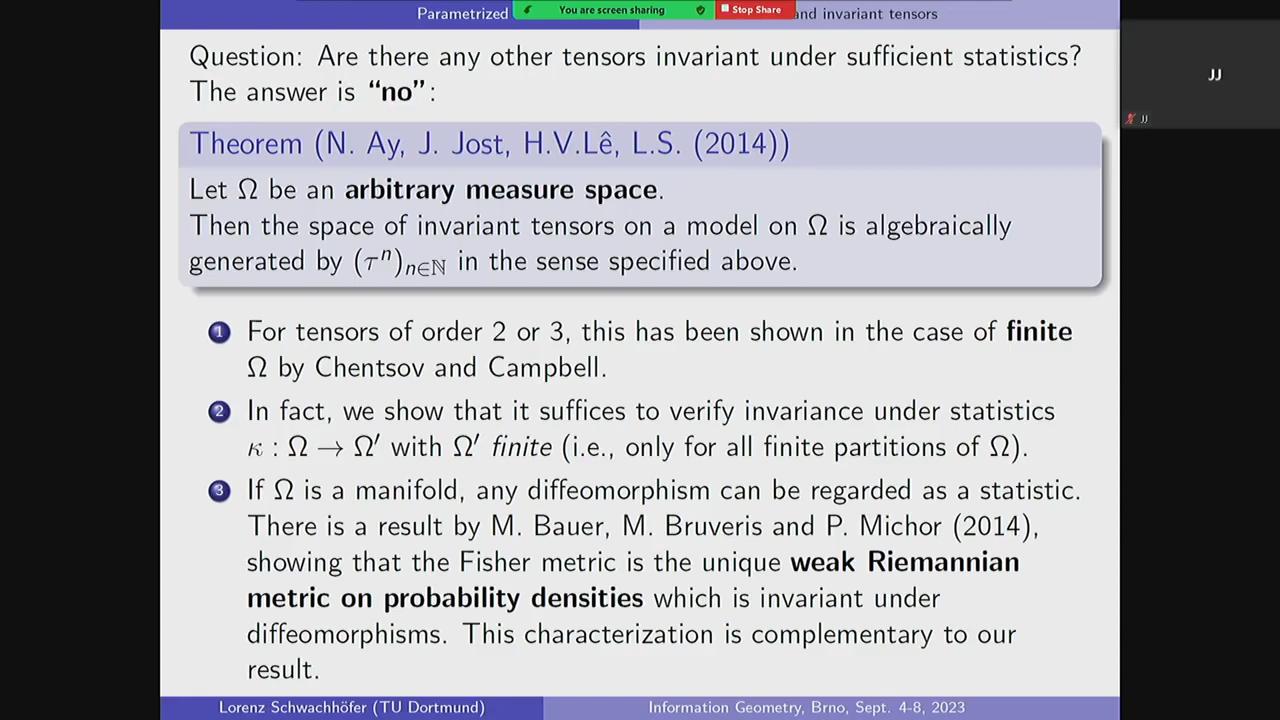 Parametrized
You are screen sharing
Stop Share
and invariant tensors
Question: Are there any other tensors invariant under sufficient statistics?
The answer is “no”:
Theorem (N. Ay, J. Jost, H.V.Lê, L.S. (2014))
Let Ω be an arbitrary measure space.
Then the space of invariant tensors on a model on Ω is algebraically
generated by (τⁿ)ₙ∈ℕ in the sense specified above.
1 For tensors of order 2 or 3, this has been shown in the case of finite
Ω by Chentsov and Campbell.
2 In fact, we show that it suffices to verify invariance under statistics
κ : Ω → Ω′ with Ω′ finite (i.e., only for all finite partitions of Ω).
3 If Ω is a manifold, any diffeomorphism can be regarded as a statistic.
There is a result by M. Bauer, M. Bruveris and P. Michor (2014),
showing that the Fisher metric is the unique weak Riemannian
metric on probability densities which is invariant under
diffeomorphisms. This characterization is complementary to our
result.
Lorenz Schwachhöfer (TU Dortmund)
Information Geometry, Brno, Sept. 4-8, 2023
JJ
JJ